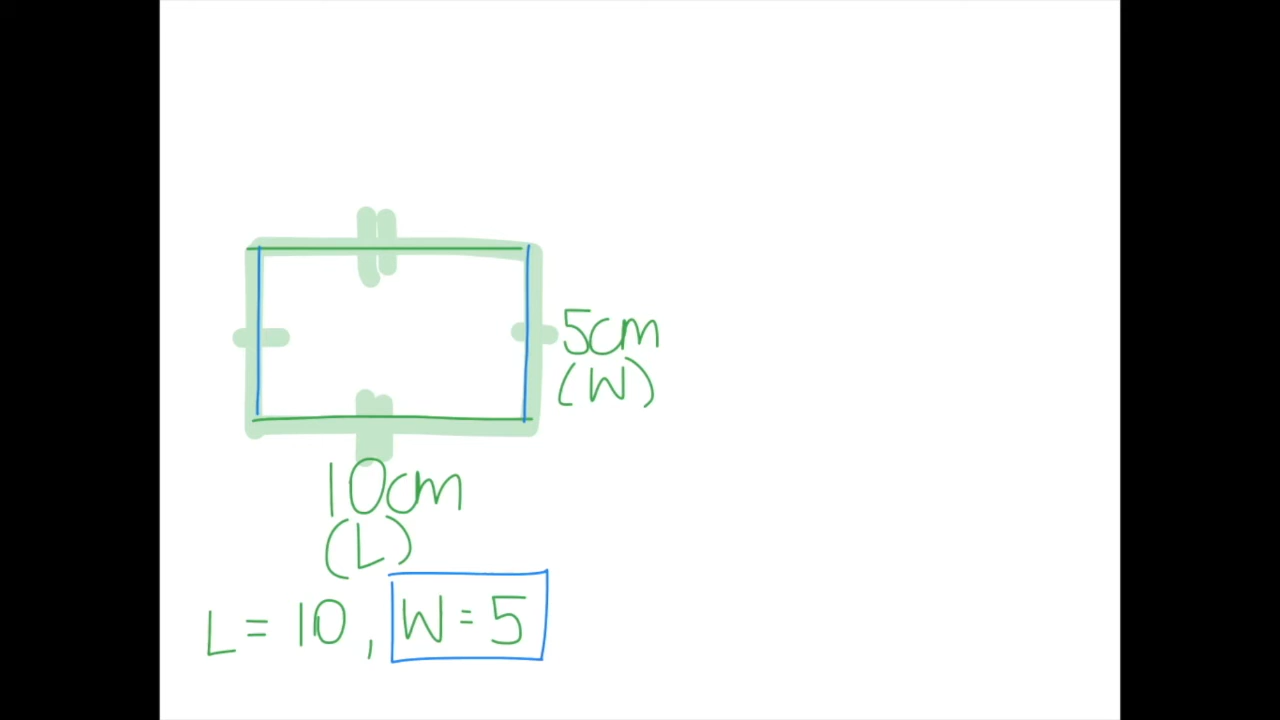 5cm
(W)
10cm
(L)
L = 10, W = 5